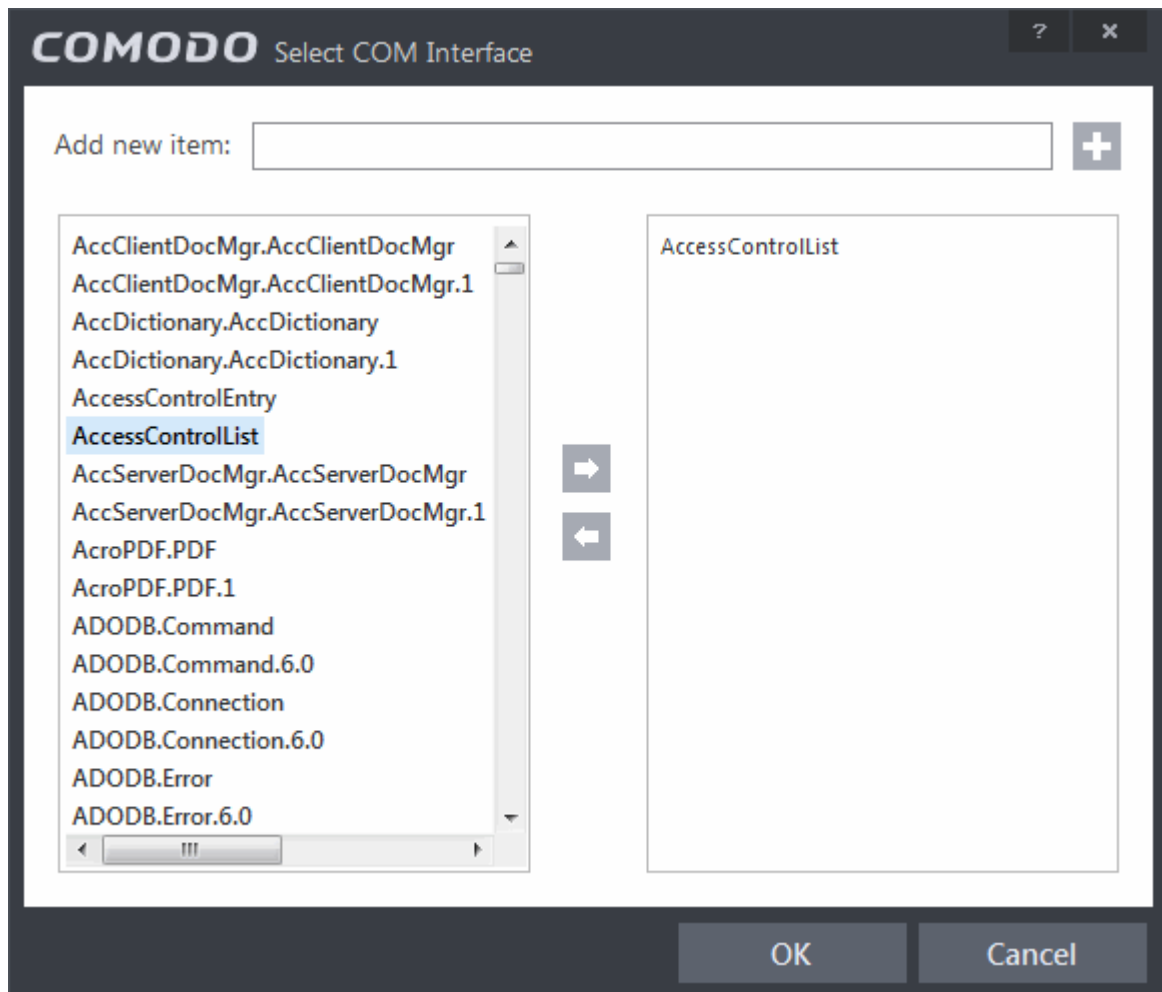 COMODO Select COM Interface
? ×
Add new item:
AccClientDocMgr.AccClientDocMgr
AccClientDocMgr.AccClientDocMgr.1
AccDictionary.AccDictionary
AccDictionary.AccDictionary.1
AccessControlEntry
AccessControlList
AccServerDocMgr.AccServerDocMgr
AccServerDocMgr.AccServerDocMgr.1
AcroPDF.PDF
AcroPDF.PDF.1
ADODB.Command
ADODB.Command.6.0
ADODB.Connection
ADODB.Connection.6.0
ADODB.Error
ADODB.Error.6.0
AccessControlList
OK Cancel